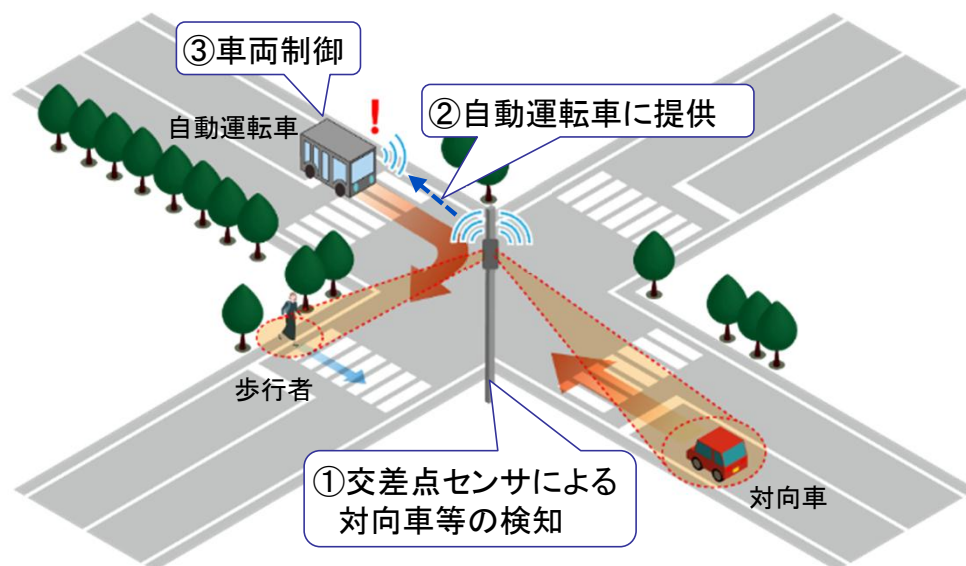 ③車両制御
②自動運転車に提供
自動運転車
歩行者
①交差点センサによる
対向車等の検知
対向車